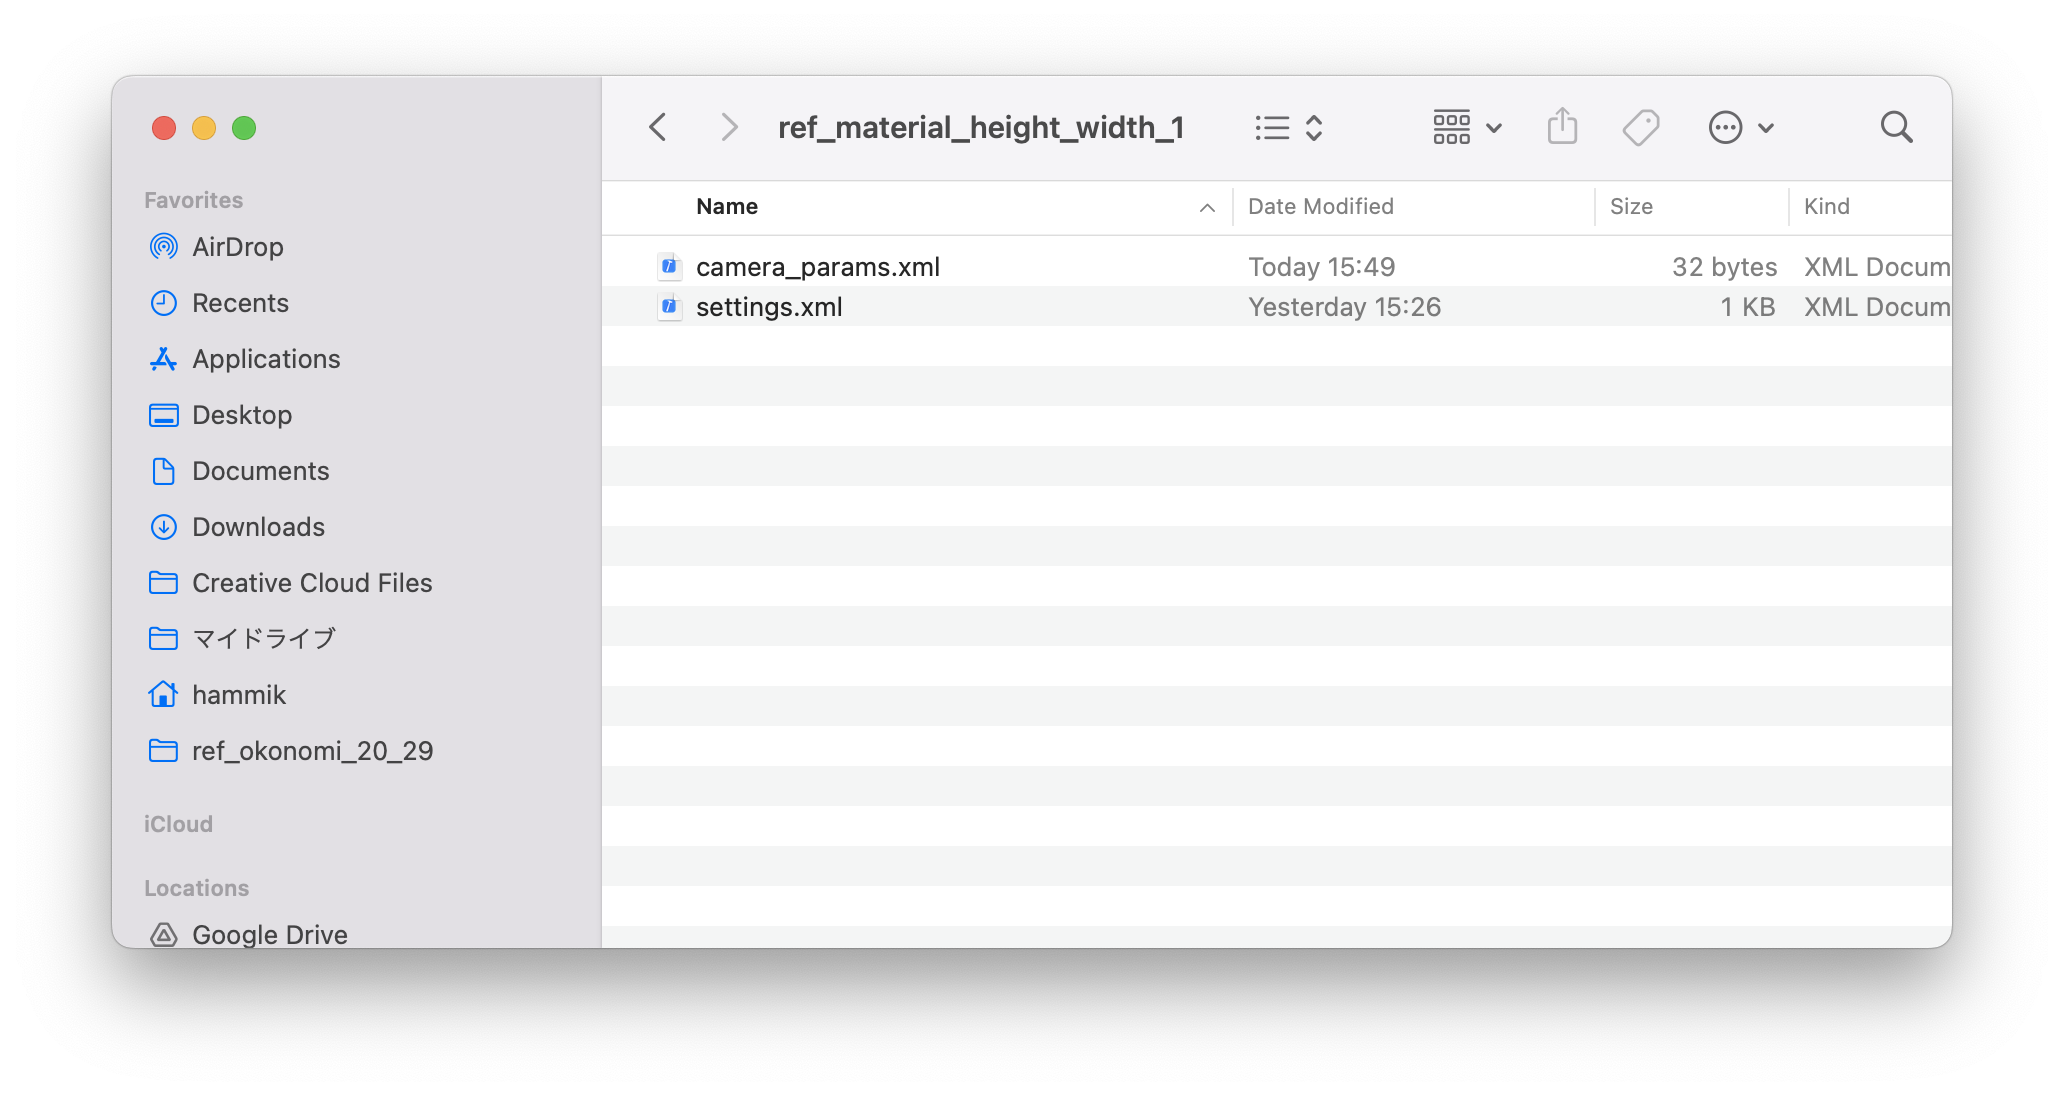 ref_material_height_width_1
Favorites
AirDrop
Recents
Applications
Desktop
Documents
Downloads
Creative Cloud Files
マイドライブ
hammik
ref_okonomi_20_29
iCloud
Locations
Google Drive
Name Date Modified Size Kind
camera_params.xml Today 15:49 32 bytes XML Docum
settings.xml Yesterday 15:26 1 KB XML Docum